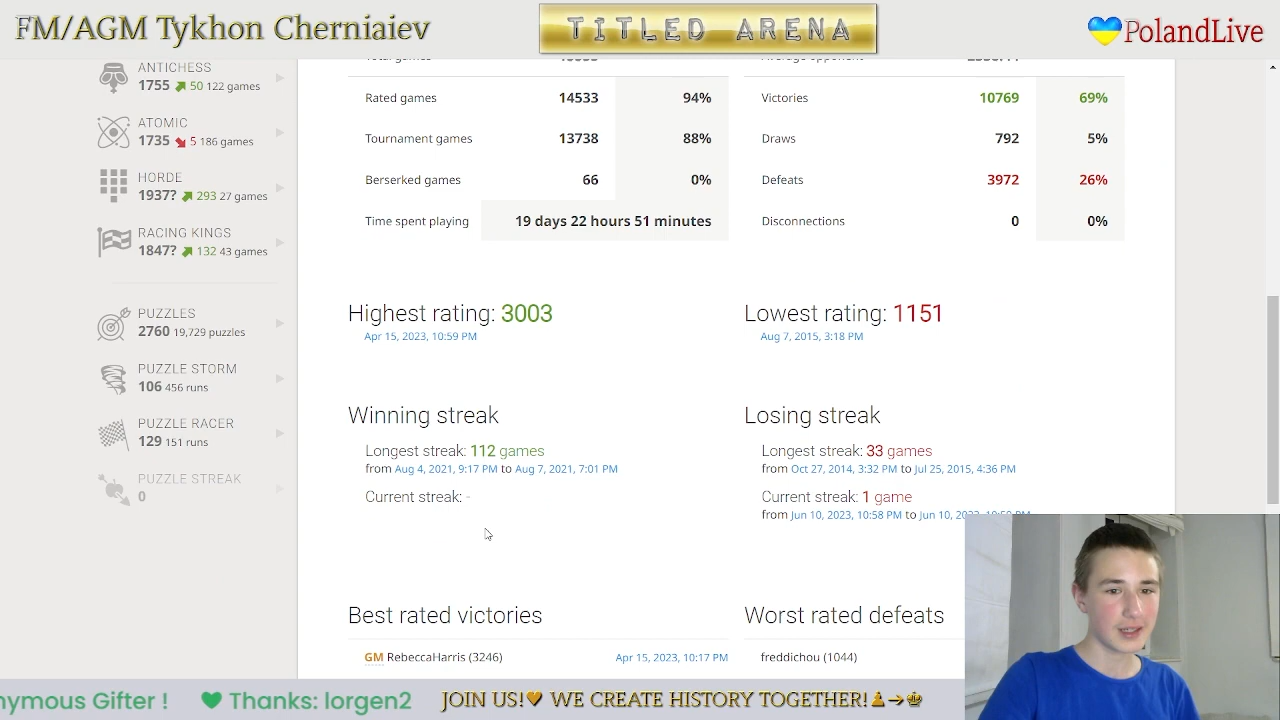 FM/AGM Tykhon Cherniaiev
TITLED ARENA
PolandLive
ANTICHESS
1755 50 122 games
ATOMIC
1735 5 186 games
HORDE
1937? 293 27 games
RACING KINGS
1847? 132 43 games
PUZZLES
2760 19,729 puzzles
PUZZLE STORM
106 456 runs
PUZZLE RACER
129 151 runs
PUZZLE STREAK
0
Rated games 14533 94%
Tournament games 13738 88%
Berserked games 66 0%
Time spent playing 19 days 22 hours 51 minutes
Victories 10769 69%
Draws 792 5%
Defeats 3972 26%
Disconnections 0 0%
Highest rating: 3003
Apr 15, 2023, 10:59 PM
Lowest rating: 1151
Aug 7, 2015, 3:18 PM
Winning streak
Longest streak: 112 games
from Aug 4, 2021, 9:17 PM to Aug 7, 2021, 7:01 PM
Current streak: -
Losing streak
Longest streak: 33 games
from Oct 27, 2014, 3:32 PM to Jul 25, 2015, 4:36 PM
Current streak: 1 game
from Jun 10, 2023, 10:58 PM to Jun 10,
Best rated victories
GM RebeccaHarris (3246) Apr 15, 2023, 10:17 PM
Worst rated defeats
freddichou (1044)
nymous Gifter ! Thanks: lorgen2 JOIN US! WE CREATE HISTORY TOGETHER!